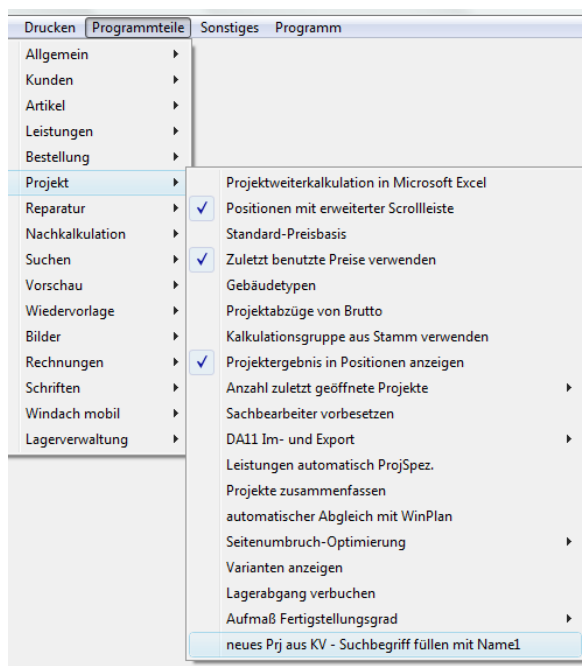 Drucken Programmteile Sonstiges Programm
Allgemein
Kunden
Artikel
Leistungen
Bestellung
Projekt
Reparatur
Nachkalkulation
Suchen
Vorschau
Wiedervorlage
Bilder
Rechnungen
Schriften
Windach mobil
Lagerverwaltung
Projektweiterkalkulation in Microsoft Excel
Positionen mit erweiterter Scrollleiste
Standard-Preisbasis
Zuletzt benutzte Preise verwenden
Gebäudetypen
Projektabzüge von Brutto
Kalkulationsgruppe aus Stamm verwenden
Projektergebnis in Positionen anzeigen
Anzahl zuletzt geöffnete Projekte
Sachbearbeiter vorbesetzen
DA11 Im- und Export
Leistungen automatisch ProjSpez.
Projekte zusammenfassen
automatischer Abgleich mit WinPlan
Seitenumbruch-Optimierung
Varianten anzeigen
Lagerabgang verbuchen
Aufmaß Fertigstellungsgrad
neues Prj aus KV - Suchbegriff füllen mit Name1